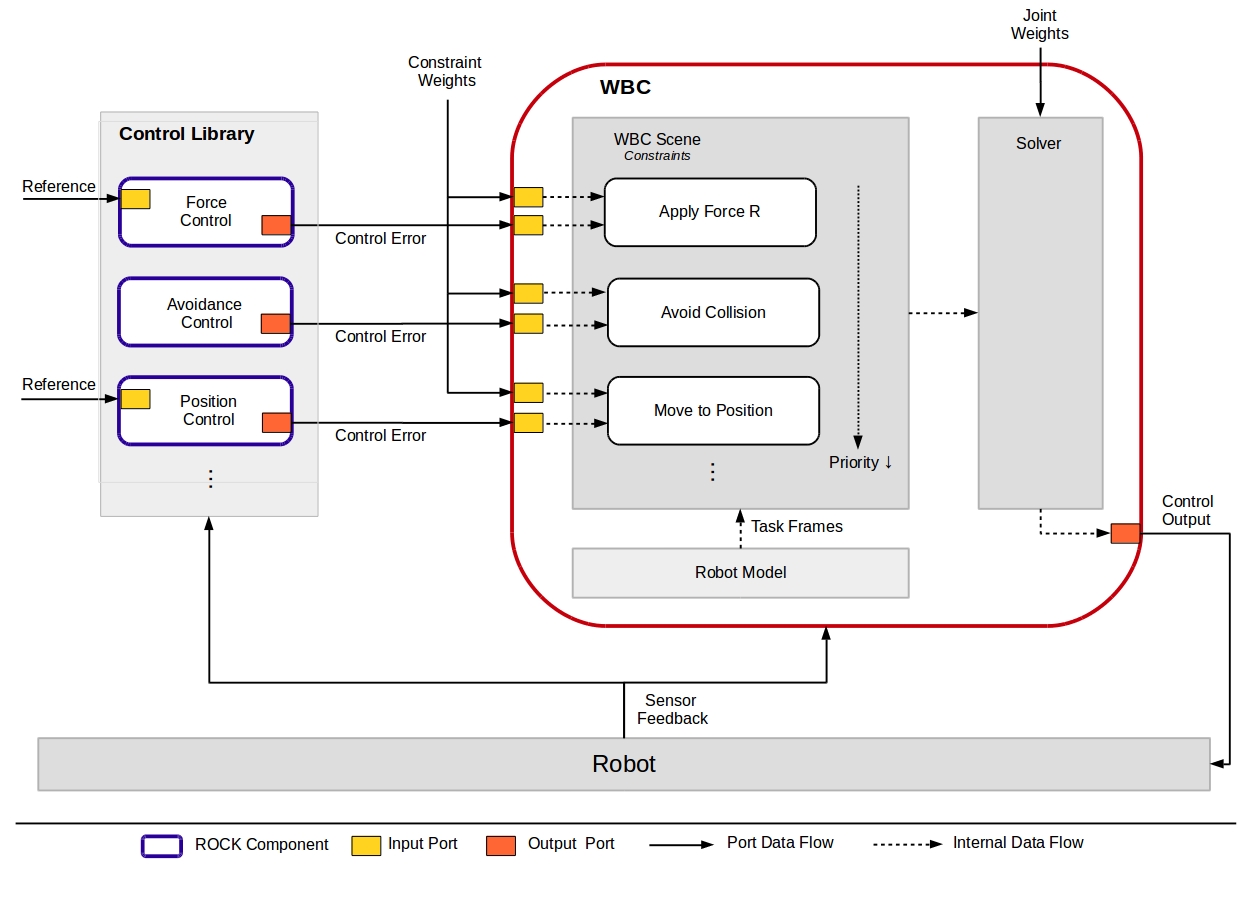 Joint
Weights
Constraint
Weights
WBC
Control Library
WBC Scene
Constraints
Solver
Reference
Force
Control
Control Error
Apply Force R
Avoidance
Control
Control Error
Avoid Collision
Reference
Position
Control
Control Error
Move to Position
⋮
⋮
Priority ↓
Control
Output
Task Frames
Robot Model
Sensor
Feedback
Robot
ROCK Component
Input Port
Output Port
Port Data Flow
Internal Data Flow